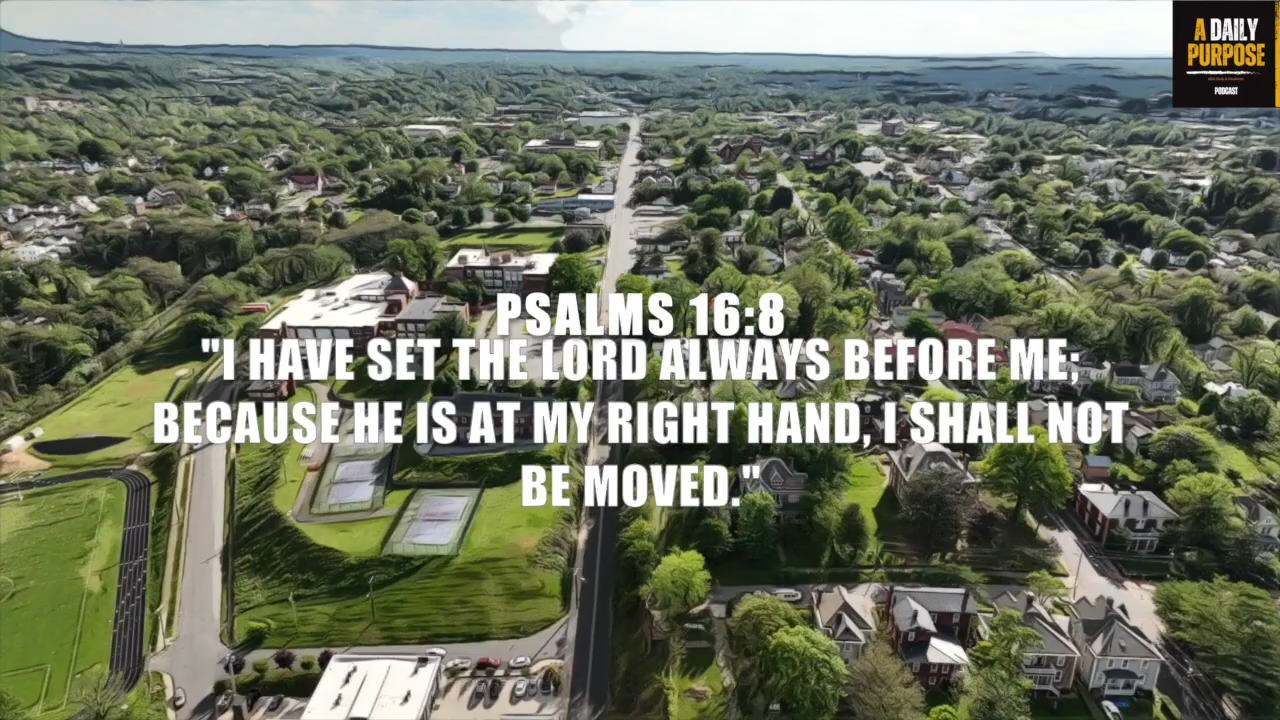 A DAILY
PURPOSE
PODCAST
PSALMS 16:8
"I HAVE SET THE LORD ALWAYS BEFORE ME;
BECAUSE HE IS AT MY RIGHT HAND, I SHALL NOT
BE MOVED."